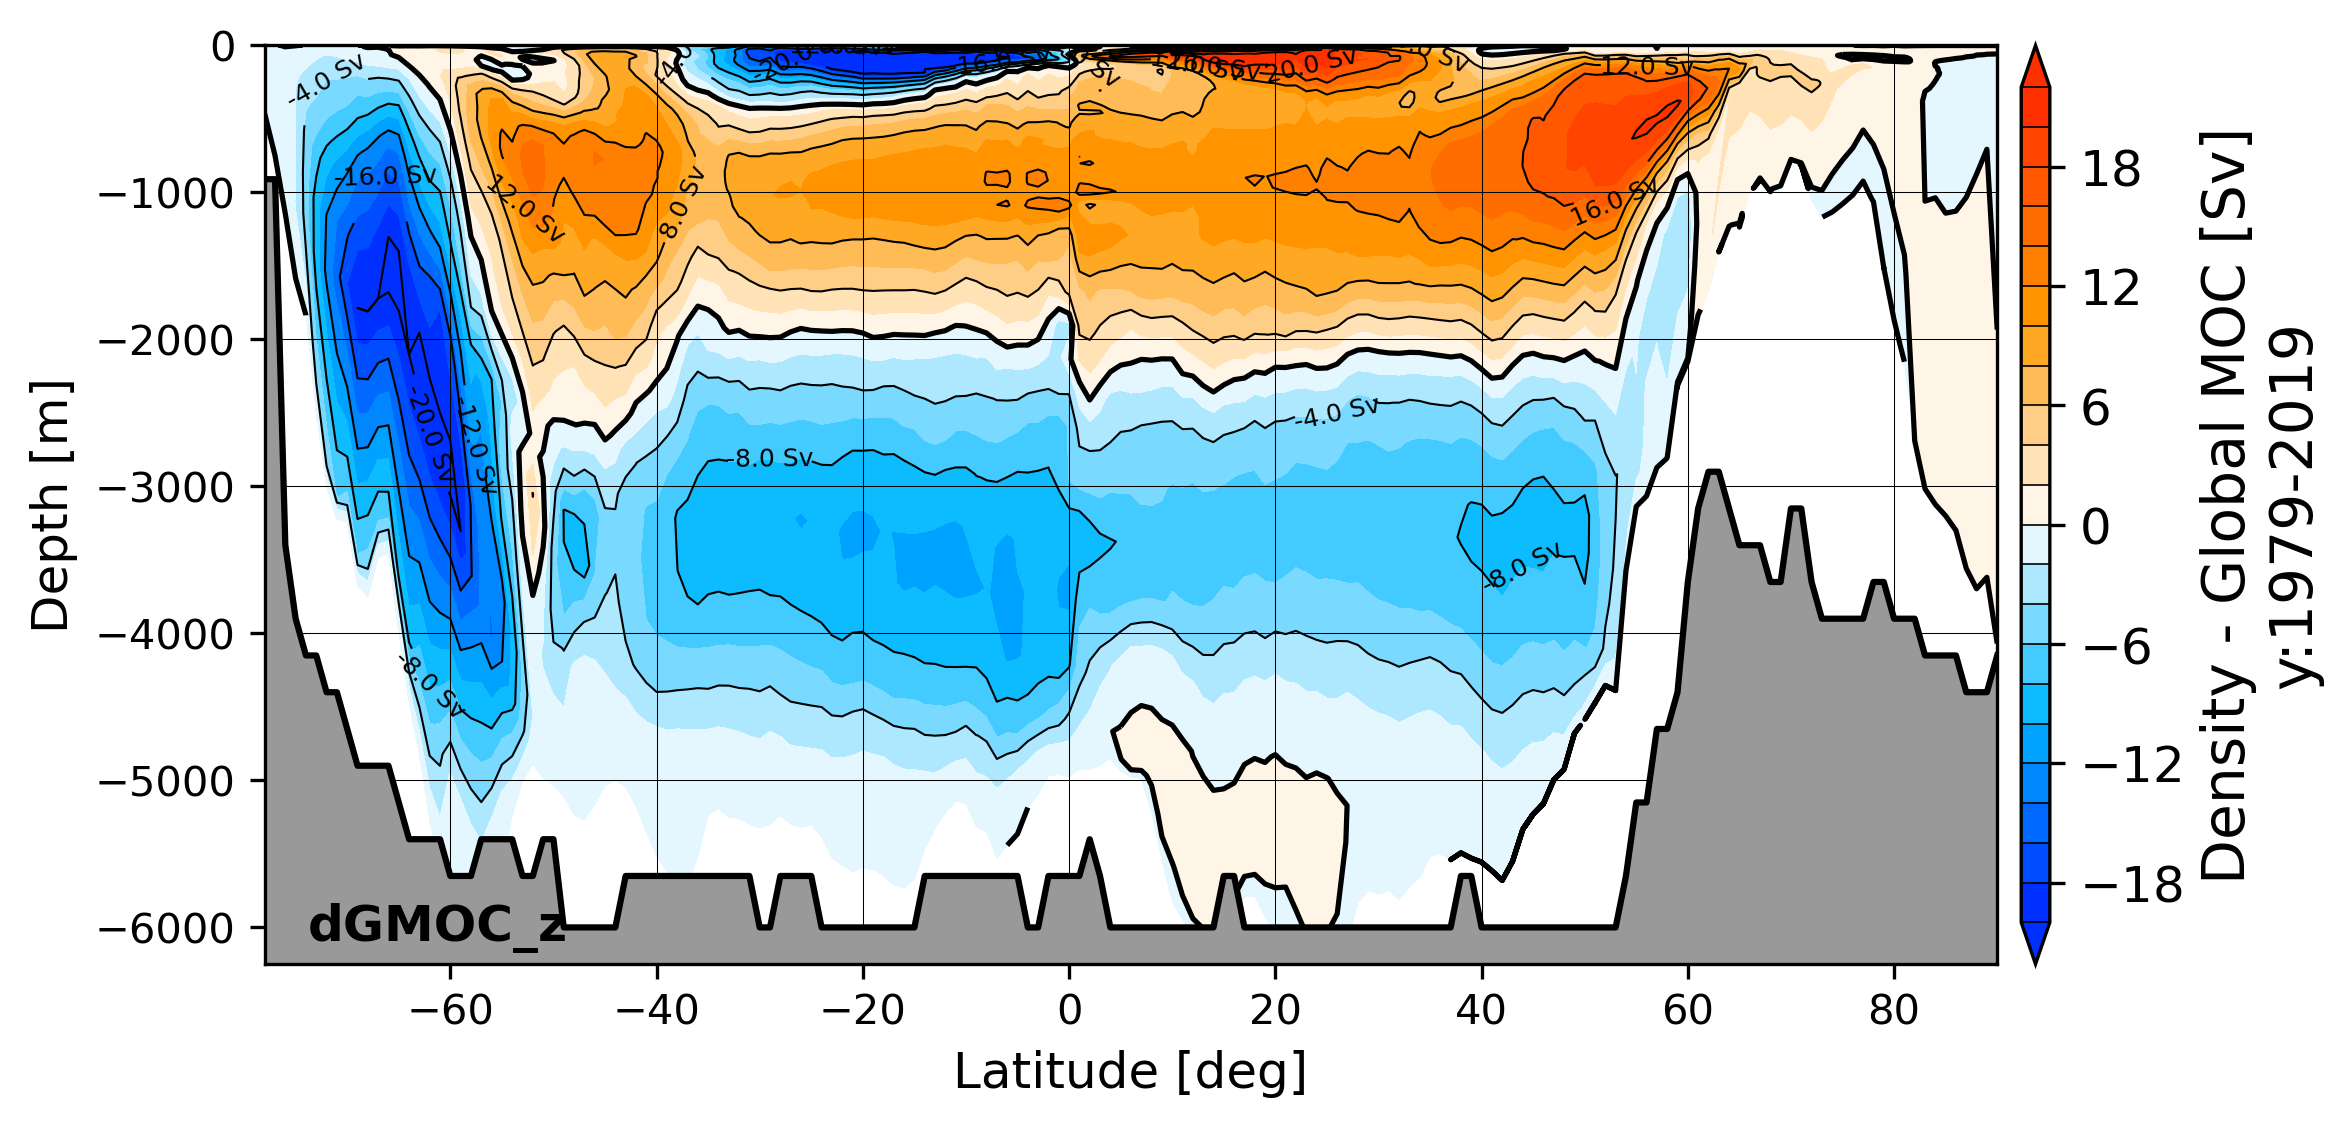 0
−1000
−2000
−3000
−4000
−5000
−6000
Depth [m]
−60
−40
−20
0
20
40
60
80
Latitude [deg]
dGMOC_z
-4.0 Sv
-16.0 Sv
-20.0 Sv
-12.0 Sv
-8.0 Sv
12.0 Sv
8.0 Sv
-8.0 Sv
-4.0 Sv
-8.0 Sv
16.0 Sv
12.0 Sv
20.0 Sv
-16.0 Sv
18
12
6
0
−6
−12
−18
Density - Global MOC [Sv]
y:1979-2019